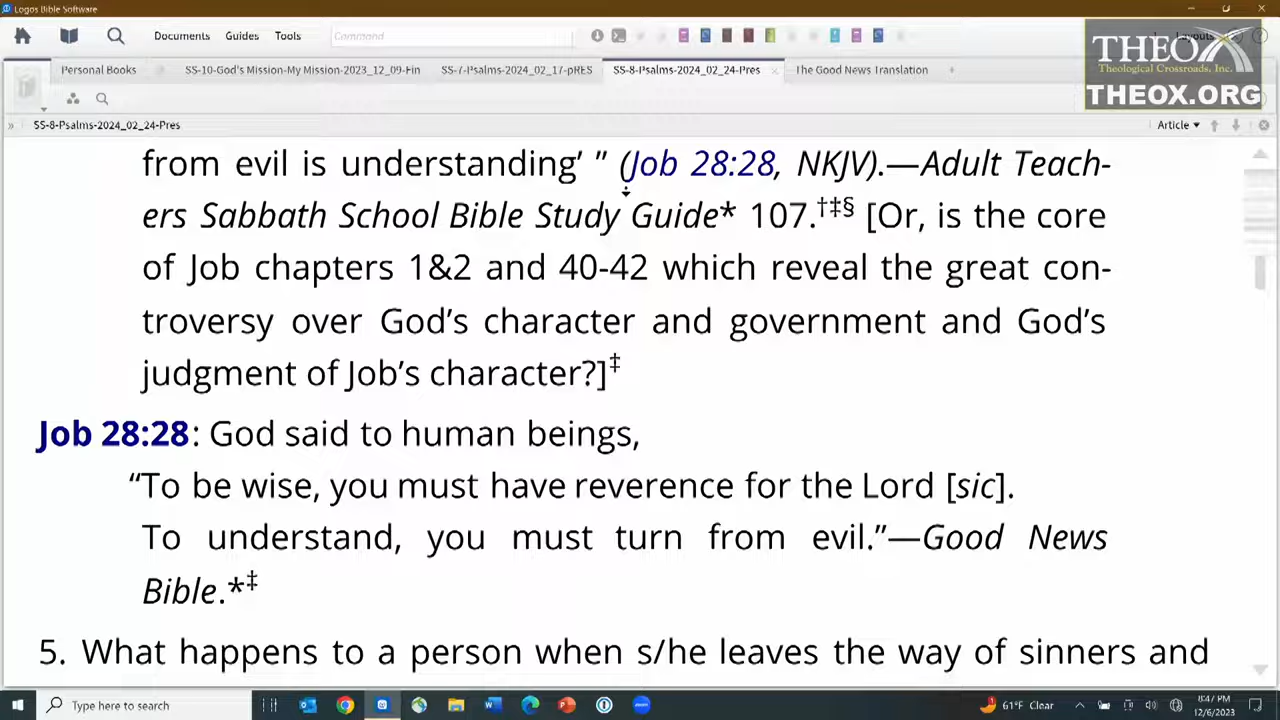 Logos Bible Software
Documents Guides Tools Command
THEOX
Theological Crossroads, Inc.
THEOX.ORG
Personal Books SS-10-God's Mission-My Mission-2023_12_09-Fin 2024_02_17-pRES SS-8-Psalms-2024_02_24-Pres The Good News Translation
SS-8-Psalms-2024_02_24-Pres Article
from evil is understanding’ ” (Job 28:28, NKJV).—Adult Teach-
ers Sabbath School Bible Study Guide* 107.†‡§ [Or, is the core
of Job chapters 1&2 and 40-42 which reveal the great con-
troversy over God’s character and government and God’s
judgment of Job’s character?]‡
Job 28:28: God said to human beings,
“To be wise, you must have reverence for the Lord [sic].
To understand, you must turn from evil.”—Good News
Bible.*‡
5. What happens to a person when s/he leaves the way of sinners and
Type here to search 61°F Clear 8:47 PM
12/6/2023